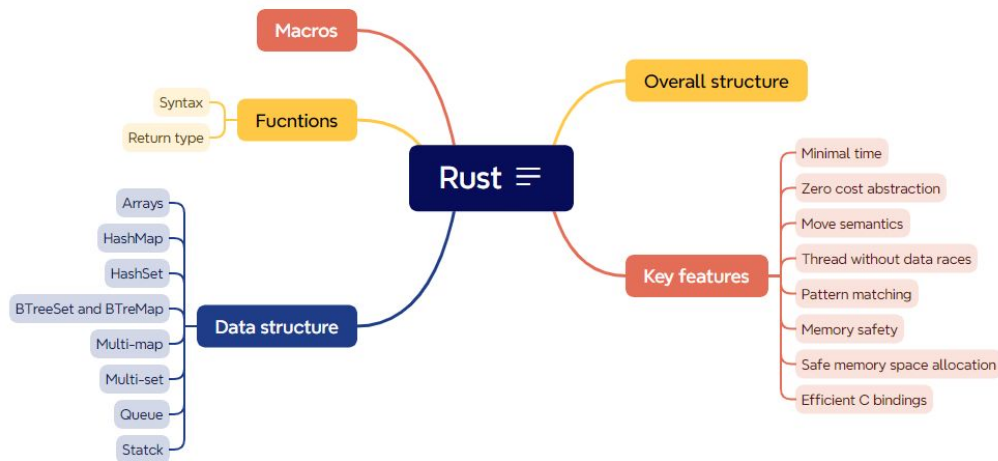 Rust
Macros
Fucntions
Syntax
Return type
Data structure
Arrays
HashMap
HashSet
BTreeSet and BTreMap
Multi-map
Multi-set
Queue
Statck
Overall structure
Key features
Minimal time
Zero cost abstraction
Move semantics
Thread without data races
Pattern matching
Memory safety
Safe memory space allocation
Efficient C bindings